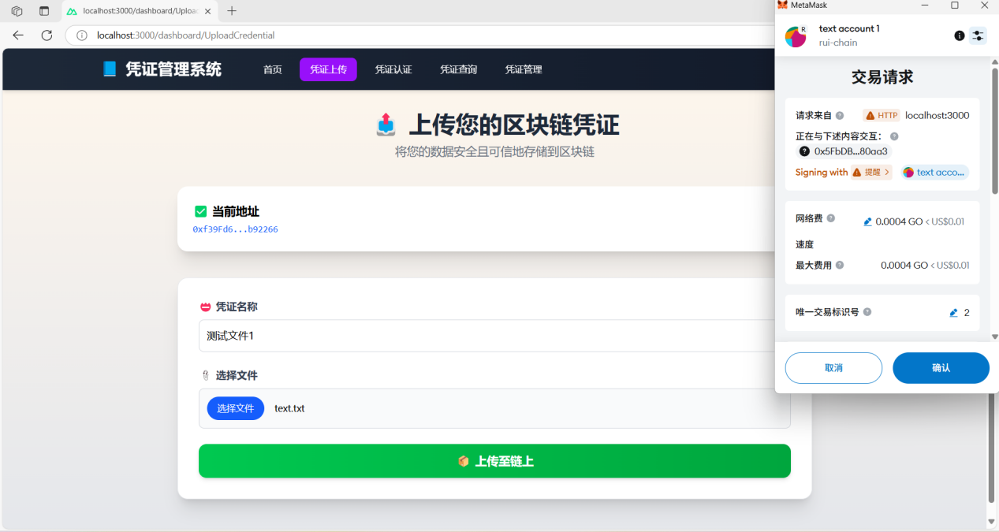 localhost:3000/dashboard/Uploa
localhost:3000/dashboard/UploadCredential
凭证管理系统
首页
凭证上传
凭证认证
凭证查询
凭证管理
上传您的区块链凭证
将您的数据安全且可信地存储到区块链
当前地址
0xf39Fd6...b92266
凭证名称
测试文件1
选择文件
选择文件 text.txt
上传至链上
MetaMask
R
text account 1
rui-chain
交易请求
请求来自 HTTP localhost:3000
正在与下述内容交互：
0x5FbDB...80aa3
Signing with 提醒 > text acco...
网络费 0.0004 GO < US$0.01
速度
最大费用 0.0004 GO < US$0.01
唯一交易标识号 2
取消 确认